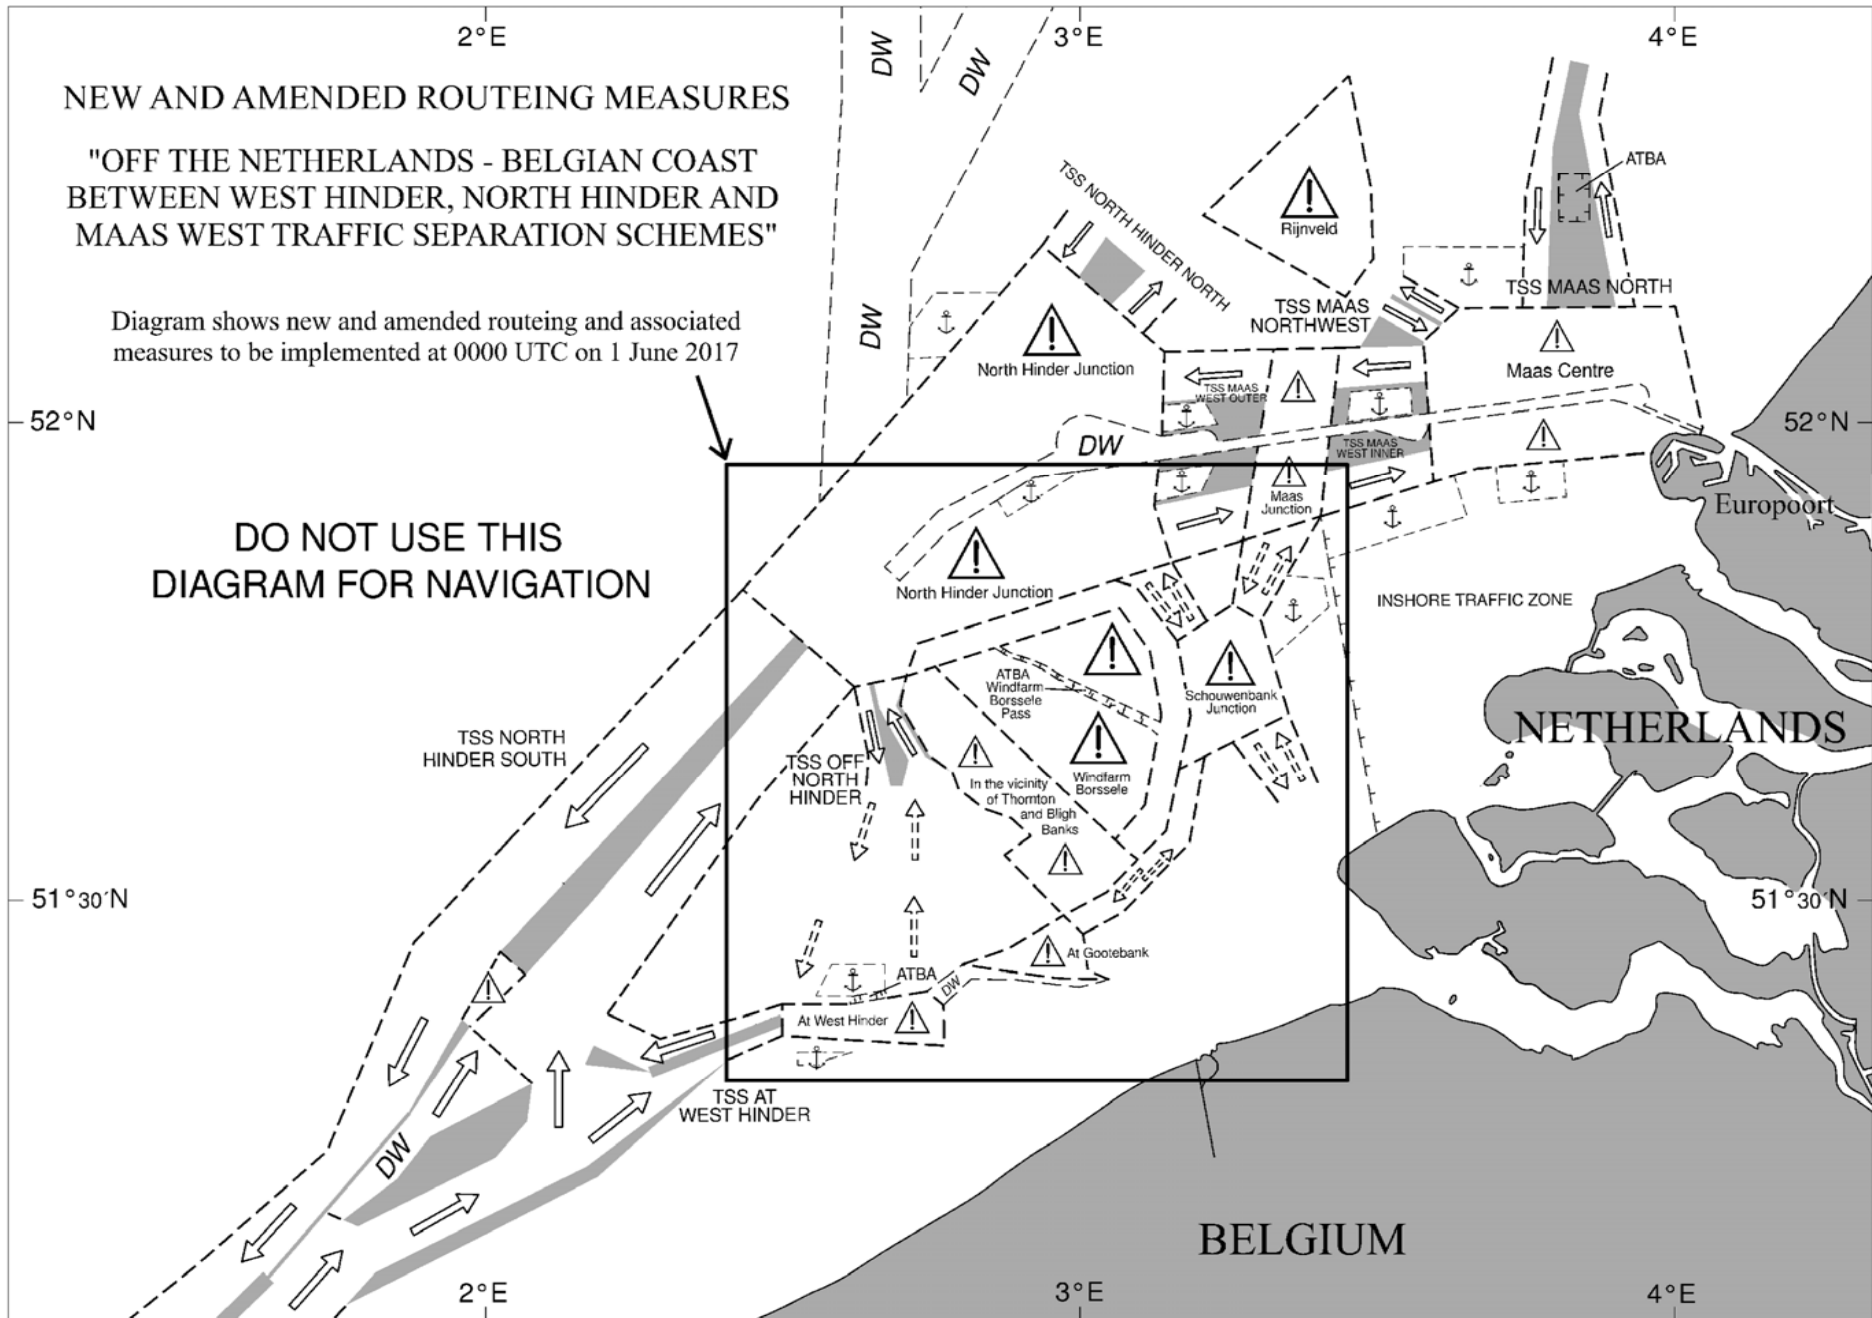 2°E
3°E
4°E
NEW AND AMENDED ROUTEING MEASURES
"OFF THE NETHERLANDS - BELGIAN COAST
BETWEEN WEST HINDER, NORTH HINDER AND
MAAS WEST TRAFFIC SEPARATION SCHEMES"
Diagram shows new and amended routeing and associated
measures to be implemented at 0000 UTC on 1 June 2017
DW
DW
DW
TSS NORTH HINDER NORTH
Rijnveld
ATBA
TSS MAAS NORTH
TSS MAAS
NORTHWEST
North Hinder Junction
Maas Centre
TSS MAAS
WEST OUTER
52°N
52°N
DW
TSS MAAS
WEST INNER
Maas
Junction
Europoort
DO NOT USE THIS
DIAGRAM FOR NAVIGATION
North Hinder Junction
INSHORE TRAFFIC ZONE
ATBA
Windfarm
Borssele
Pass
Schouwenbank
Junction
NETHERLANDS
TSS NORTH
HINDER SOUTH
TSS OFF
NORTH
HINDER
Windfarm
Borssele
In the vicinity
of Thornton
and Bligh
Banks
51°30'N
51°30'N
At Gootebank
ATBA
DW
At West Hinder
TSS AT
WEST HINDER
DW
BELGIUM
2°E
3°E
4°E